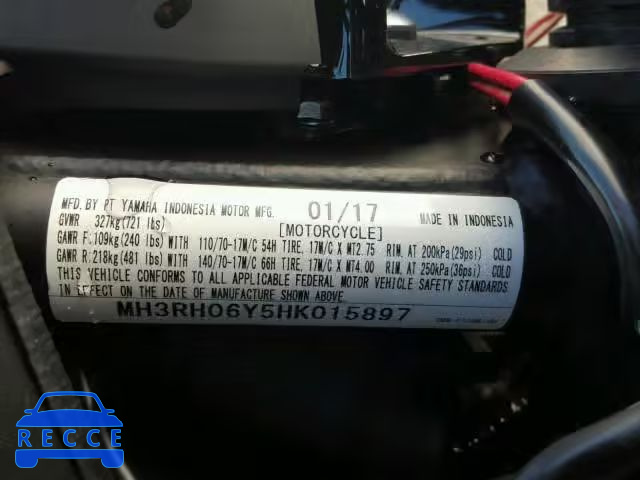 MFD. BY PT YAMAHA INDONESIA MOTOR MFG. 01/17 MADE IN INDONESIA
GVWR 327kg(721 lbs) [MOTORCYCLE]
GAWR F.109kg(240 lbs)WITH 110/70-17M/C 54H TIRE, 17M/C X MT2.75 RIM, AT 200kPa(29psi) COLD
GAWR R.218kg(481 lbs)WITH 140/70-17M/C 66H TIRE, 17M/C X MT4.00 RIM, AT 250kPa(36psi) COLD
THIS VEHICLE CONFORMS TO ALL APPLICABLE FEDERAL MOTOR VEHICLE SAFETY STANDARDS
IN EFFECT ON THE DATE OF MANUFACTURE SHOWN ABOVE
MH3RH06Y5HK015897
RECCE